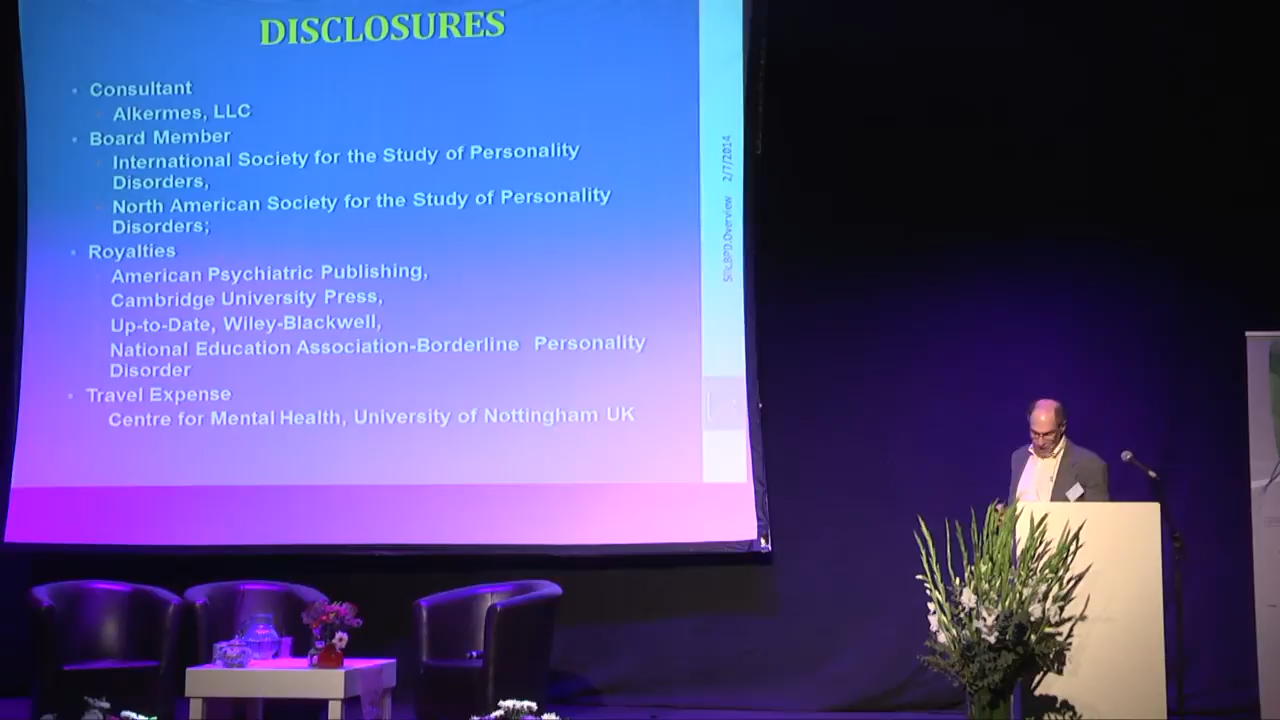 DISCLOSURES
Consultant
Alkermes, LLC
Board Member
International Society for the Study of Personality
Disorders,
North American Society for the Study of Personality
Disorders;
Royalties
American Psychiatric Publishing,
Cambridge University Press,
Up-to-Date, Wiley-Blackwell,
National Education Association-Borderline Personality
Disorder
Travel Expense
Centre for Mental Health, University of Nottingham UK
2/7/2014